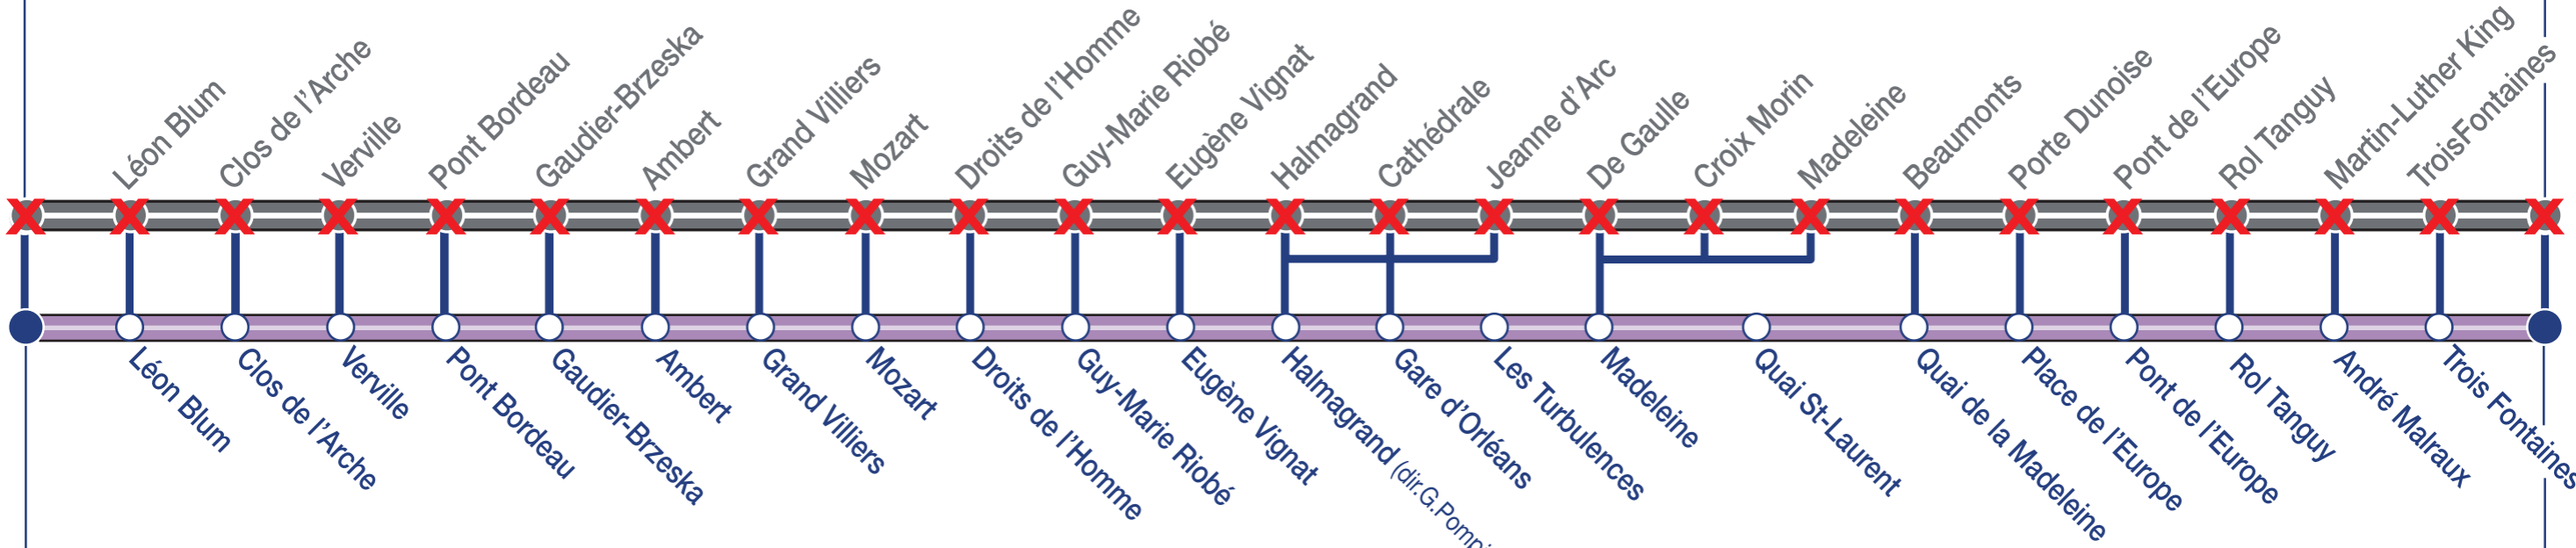 Léon Blum
Clos de l'Arche
Verville
Pont Bordeau
Gaudier-Brzeska
Ambert
Grand Villiers
Mozart
Droits de l'Homme
Guy-Marie Riobé
Eugène Vignat
Halmagrand
Cathédrale
Jeanne d'Arc
De Gaulle
Croix Morin
Madeleine
Beaumonts
Porte Dunoise
Pont de l'Europe
Rol Tanguy
Martin-Luther King
TroisFontaines
Léon Blum
Clos de l'Arche
Verville
Pont Bordeau
Gaudier-Brzeska
Ambert
Grand Villiers
Mozart
Droits de l'Homme
Guy-Marie Riobé
Eugène Vignat
Halmagrand (dir.G.Pompi
Gare d'Orléans
Les Turbulences
Madeleine
Quai St-Laurent
Quai de la Madeleine
Place de l'Europe
Pont de l'Europe
Rol Tanguy
André Malraux
Trois Fontaines